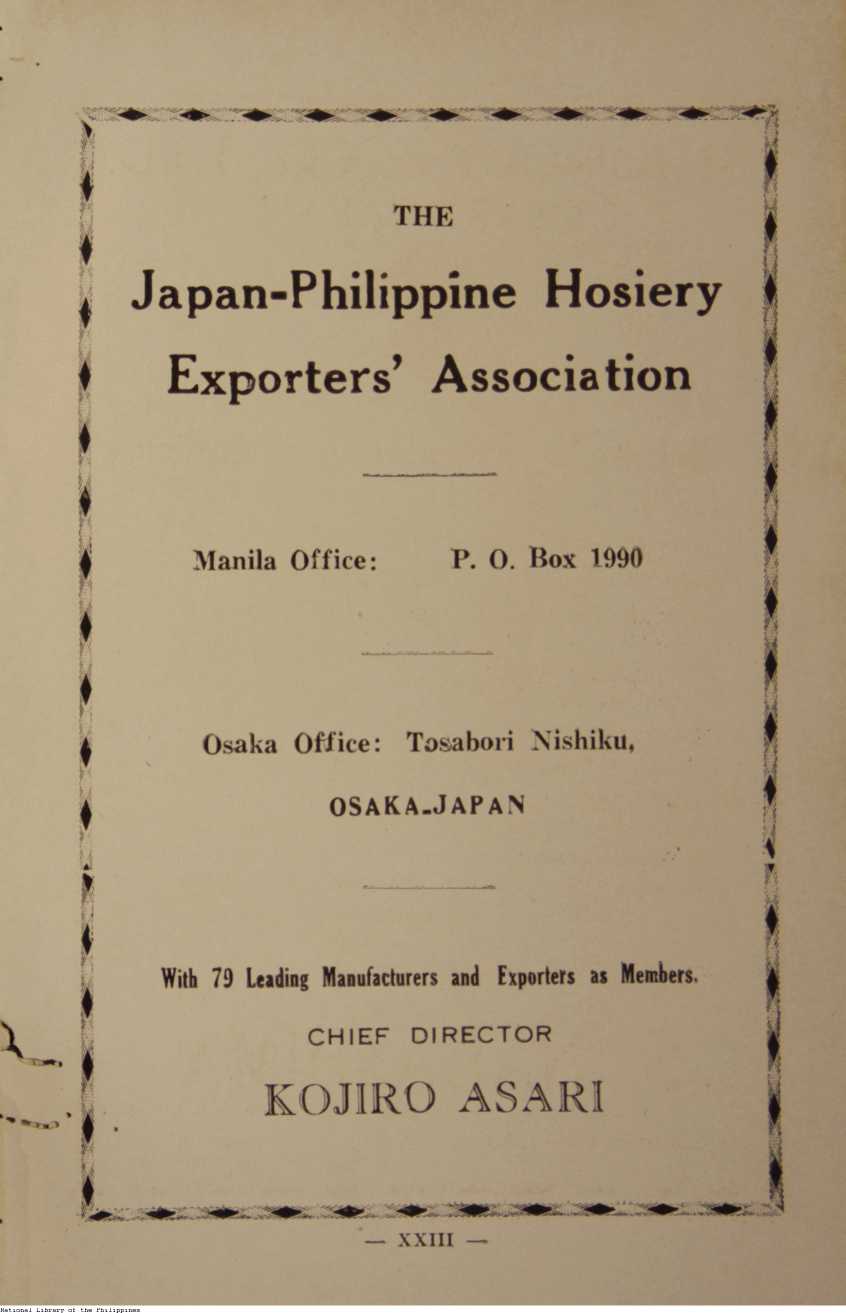 THE
Japan-Philippine Hosiery
Exporters' Association
Manila Office: P. O. Box 1990
Osaka Office: Tosabori Nishiku,
OSAKA-JAPAN
With 79 Leading Manufacturers and Exporters as Members.
CHIEF DIRECTOR
KOJIRO ASARI
— XXIII —
National Library of the Philippines